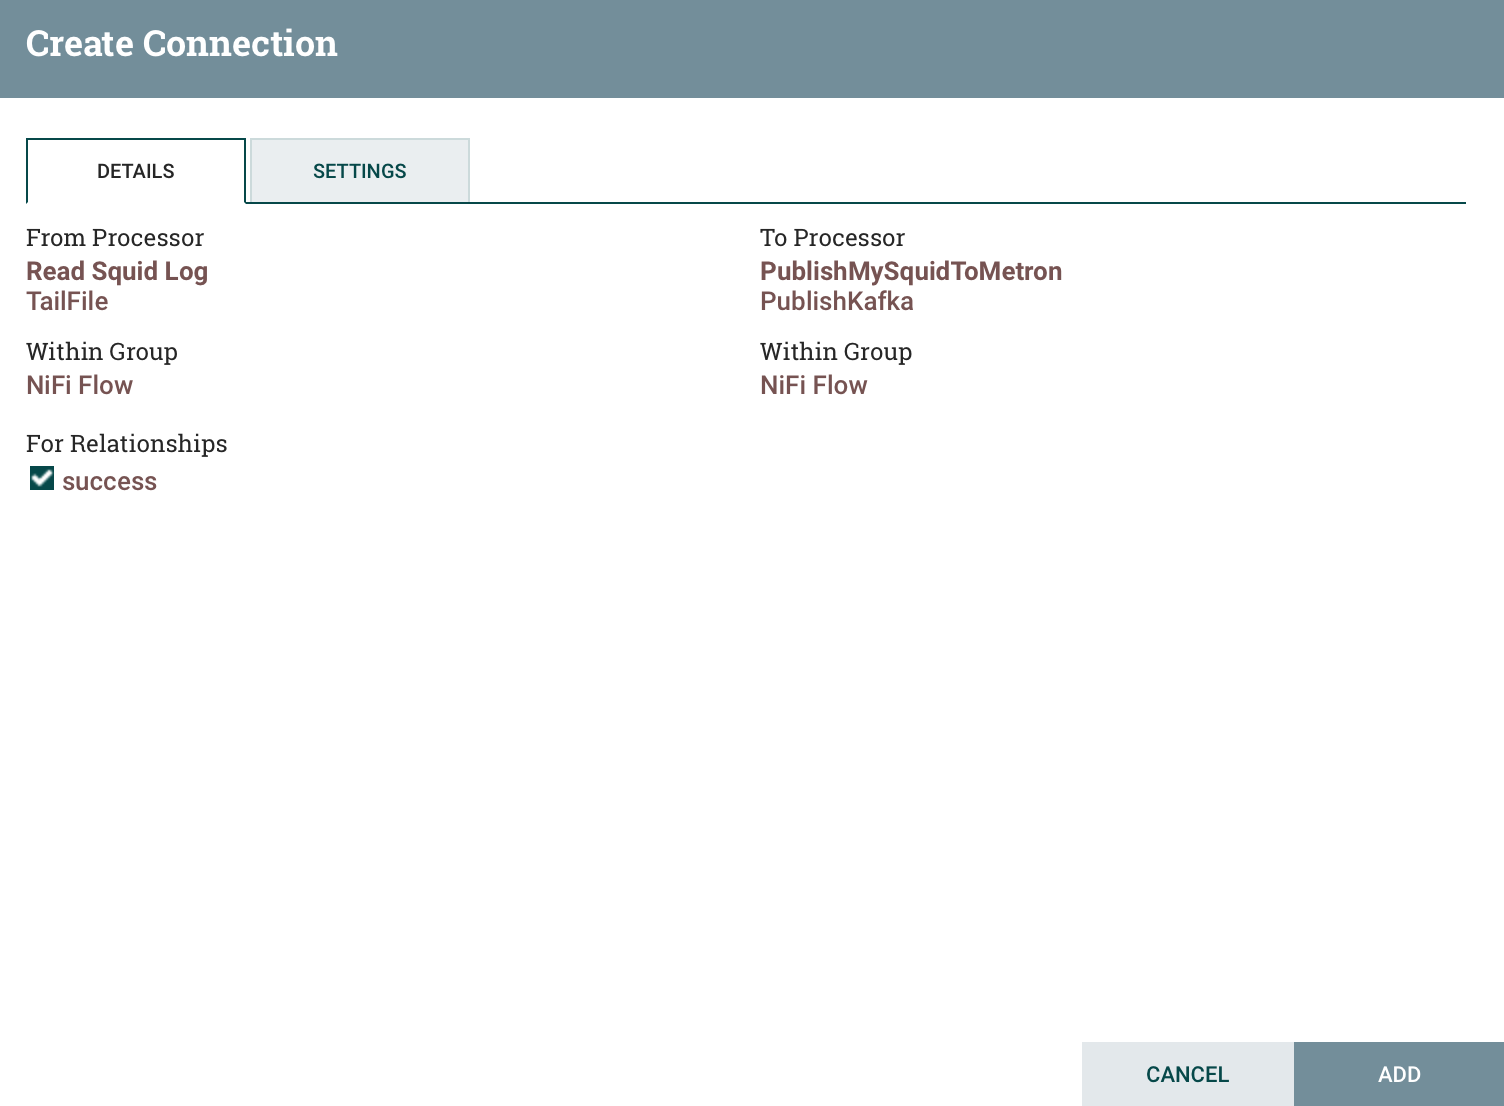 Create Connection
DETAILS
SETTINGS
From Processor
Read Squid Log
TailFile
Within Group
NiFi Flow
For Relationships
success
To Processor
PublishMySquidToMetron
PublishKafka
Within Group
NiFi Flow
CANCEL
ADD